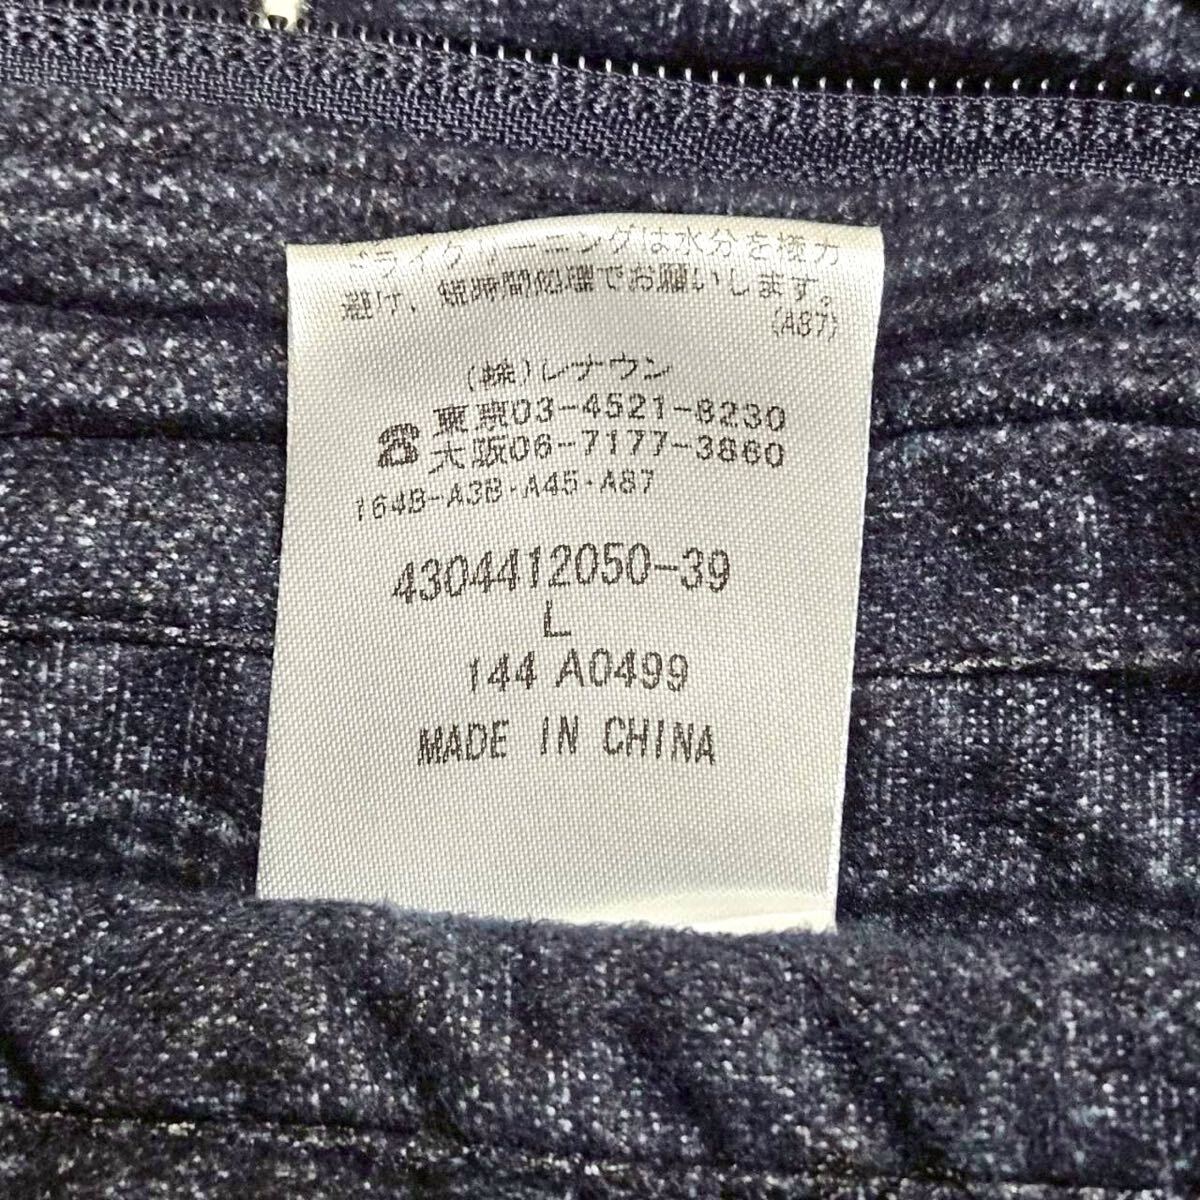 ドライクリーニングは水分を極力
避け、短時間処理でお願いします。
(A87)
(株)レナウン
☎東京03-4521-8230
大阪06-7177-3860
164B-A3B・A45・A87
4304412050-39
L
144 A0499
MADE IN CHINA